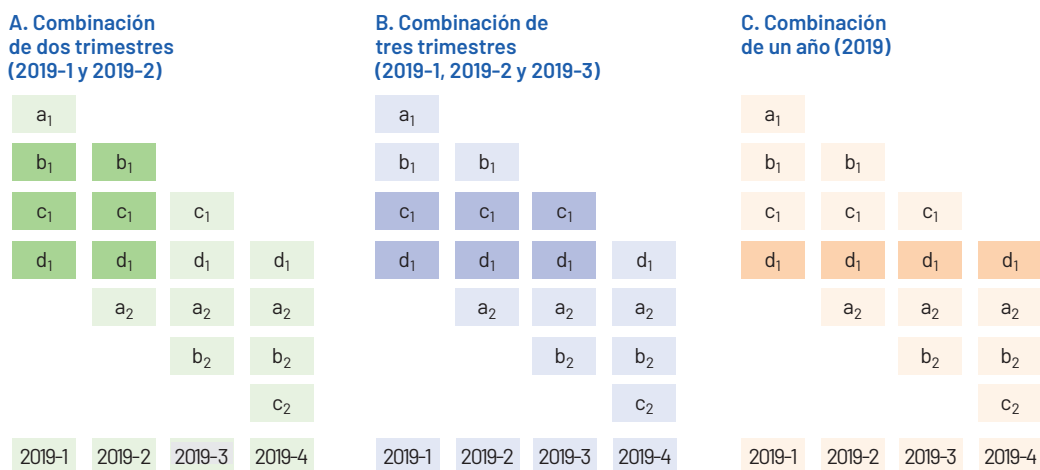 A. Combinación
de dos trimestres
(2019-1 y 2019-2)
a₁
b₁ b₁
c₁ c₁ c₁
d₁ d₁ d₁ d₁
a₂ a₂ a₂
b₂ b₂
c₂
2019-1 2019-2 2019-3 2019-4
B. Combinación de
tres trimestres
(2019-1, 2019-2 y 2019-3)
a₁
b₁ b₁
c₁ c₁ c₁
d₁ d₁ d₁ d₁
a₂ a₂ a₂
b₂ b₂
c₂
2019-1 2019-2 2019-3 2019-4
C. Combinación
de un año (2019)
a₁
b₁ b₁
c₁ c₁ c₁
d₁ d₁ d₁ d₁
a₂ a₂ a₂
b₂ b₂
c₂
2019-1 2019-2 2019-3 2019-4